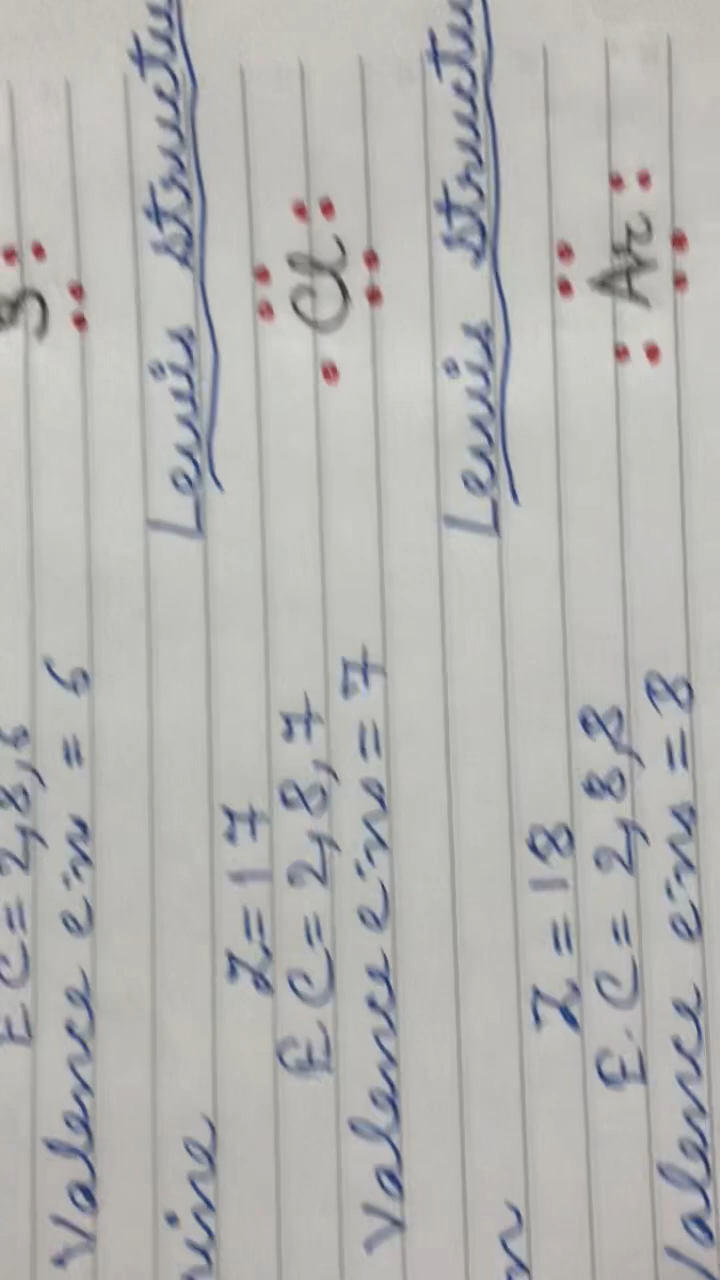 E C = 2,8,6
Valence e⁻ns = 6
S
rine
Lewis structu
Z = 17
E C = 2,8,7
Cl
Valence e⁻ns = 7
n
Lewis structu
Z = 18
E.C = 2,8,8
Ar
Valence e⁻ns = 8